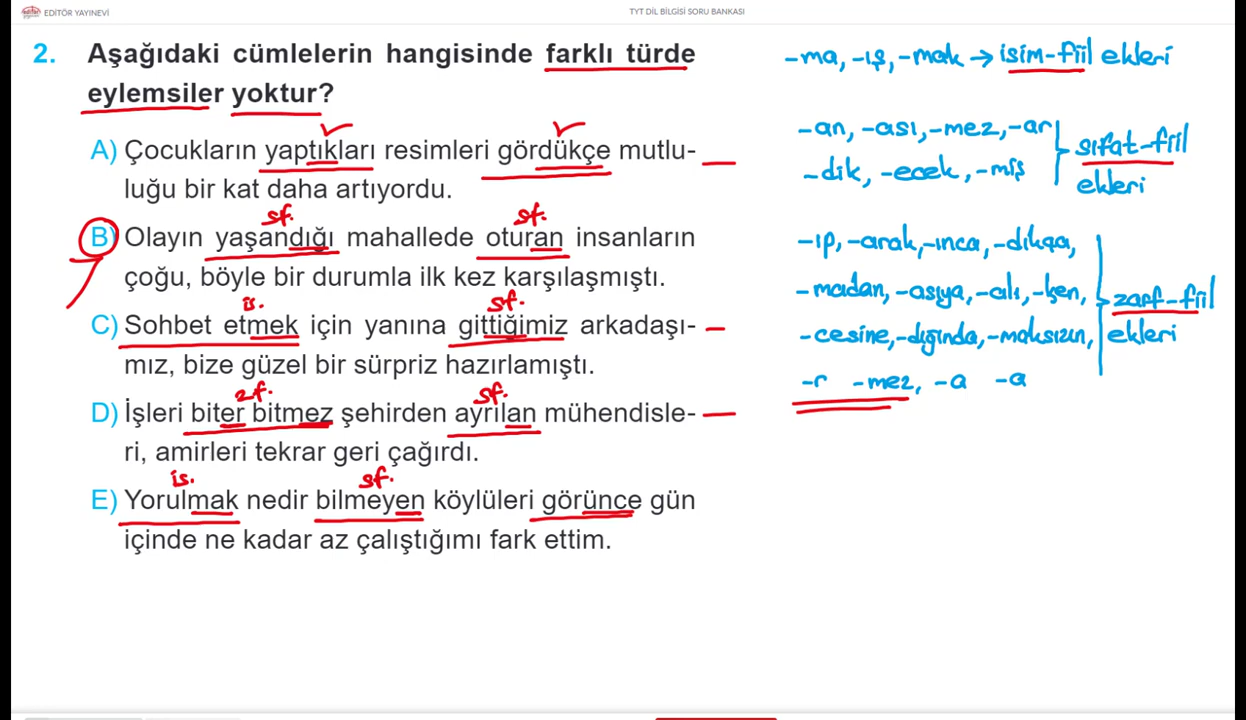 EDİTÖR YAYINEVİ
TYT DİL BİLGİSİ SORU BANKASI
2. Aşağıdaki cümlelerin hangisinde farklı türde
eylemsiler yoktur?
A) Çocukların yaptıkları resimleri gördükçe mutlu-
luğu bir kat daha artıyordu.
sf. sf.
B) Olayın yaşandığı mahallede oturan insanların
çoğu, böyle bir durumla ilk kez karşılaşmıştı.
is. sf.
C) Sohbet etmek için yanına gittiğimiz arkadaşı-
mız, bize güzel bir sürpriz hazırlamıştı.
zf. sf.
D) İşleri biter bitmez şehirden ayrılan mühendisle-
ri, amirleri tekrar geri çağırdı.
is. sf.
E) Yorulmak nedir bilmeyen köylüleri görünce gün
içinde ne kadar az çalıştığımı fark ettim.
-ma, -ış, -mak → isim-fiil ekleri
-an, -ası, -mez, -ar
-dik, -ecek, -miş
sıfat-fiil
ekleri
-ıp, -arak, -ınca, -dıkça,
-madan, -asıya, -alı, -ken,
-cesine, -dığında, -maksızın,
-r -mez, -a -a
zarf-fiil
ekleri